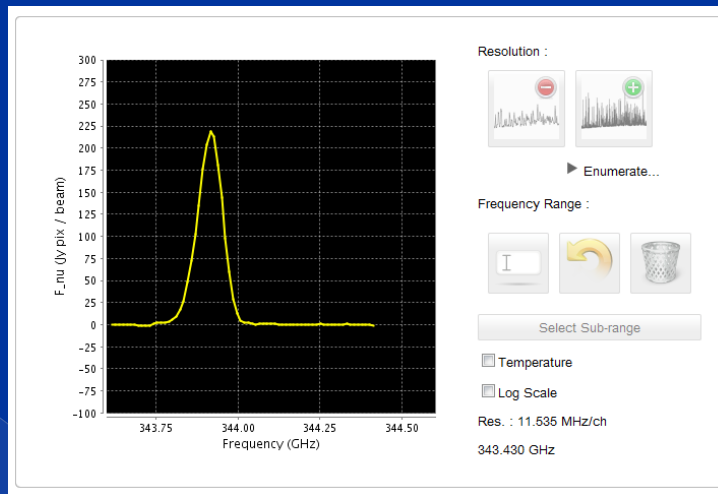 300
275
250
225
200
175
150
125
100
75
50
25
0
-25
-50
-75
-100
F_nu (Jy pix / beam)
343.75 344.00 344.25 344.50
Frequency (GHz)
Resolution :
Enumerate...
Frequency Range :
Select Sub-range
Temperature
Log Scale
Res. : 11.535 MHz/ch
343.430 GHz